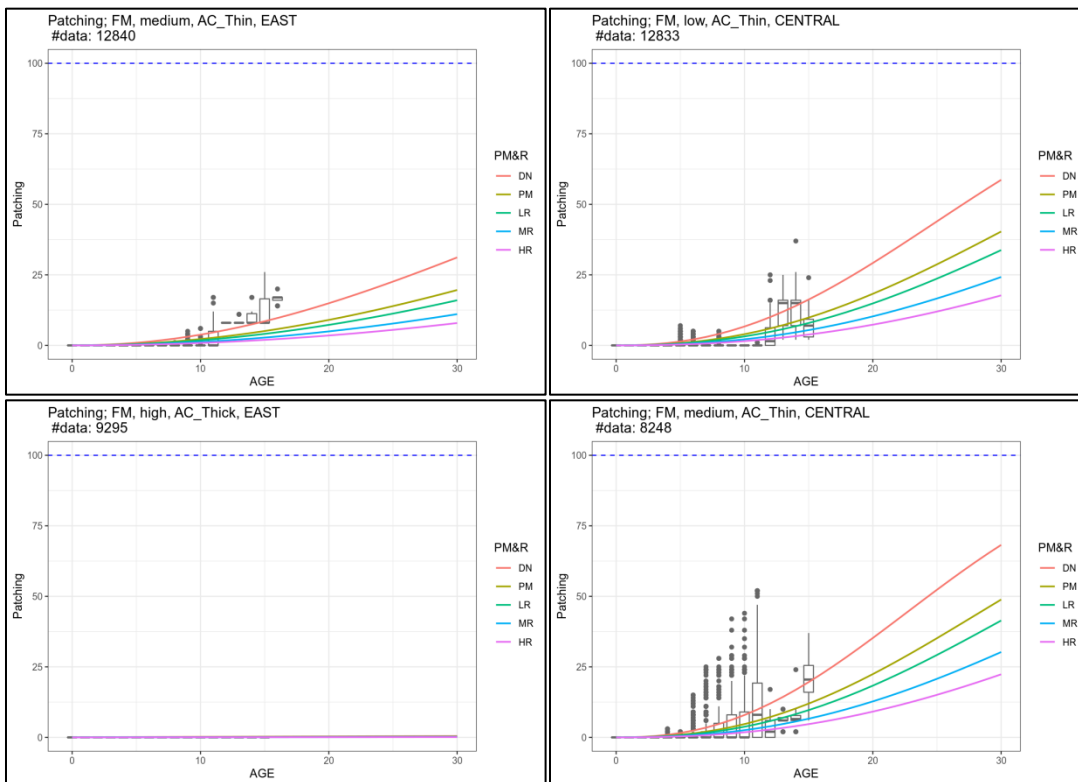 Patching; FM, medium, AC_Thin, EAST
#data: 12840
100
75
50
25
0
Patching
0
10
20
30
AGE
PM&R
DN
PM
LR
MR
HR
Patching; FM, low, AC_Thin, CENTRAL
#data: 12833
100
75
50
25
0
Patching
0
10
20
30
AGE
PM&R
DN
PM
LR
MR
HR
Patching; FM, high, AC_Thick, EAST
#data: 9295
100
75
50
25
0
Patching
0
10
20
30
AGE
PM&R
DN
PM
LR
MR
HR
Patching; FM, medium, AC_Thin, CENTRAL
#data: 8248
100
75
50
25
0
Patching
0
10
20
30
AGE
PM&R
DN
PM
LR
MR
HR